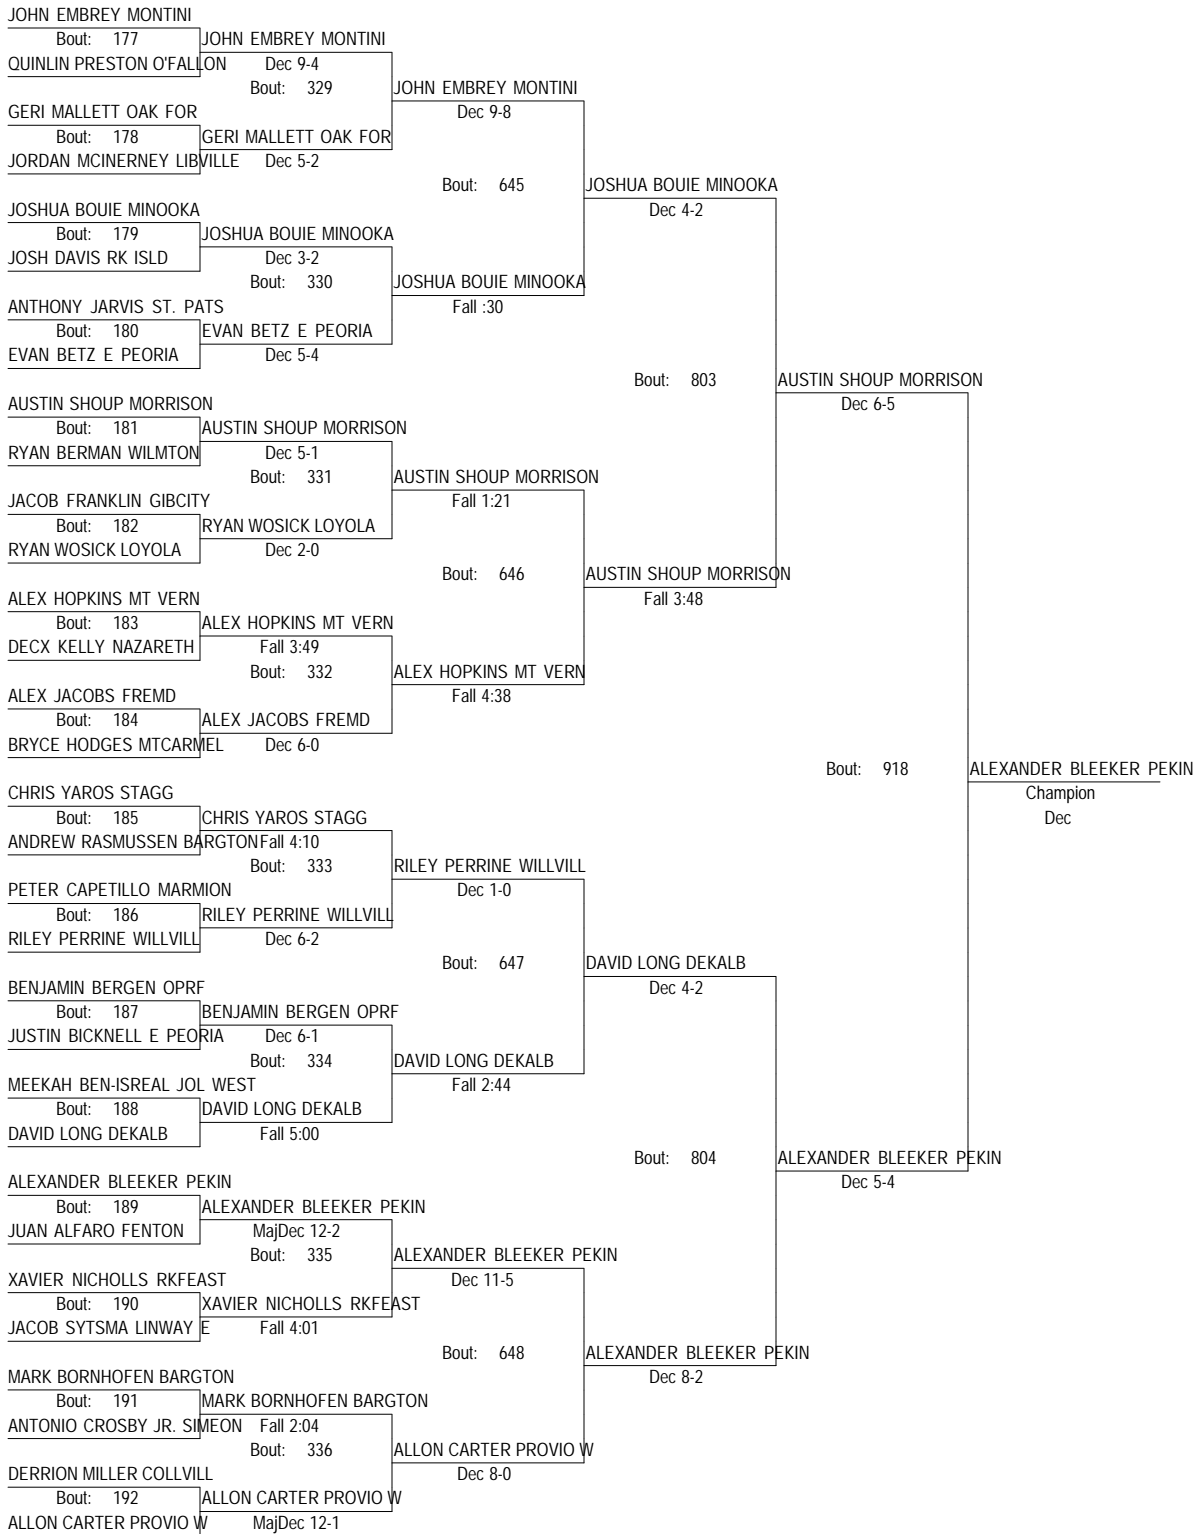 JOHN EMBREY MONTINI
Bout: 177 JOHN EMBREY MONTINI
QUINLIN PRESTON O'FALLON Dec 9-4
Bout: 329 JOHN EMBREY MONTINI
GERI MALLETT OAK FOR Dec 9-8
Bout: 178 GERI MALLETT OAK FOR
JORDAN MCINERNEY LIBVILLE Dec 5-2
Bout: 645 JOSHUA BOUIE MINOOKA
JOSHUA BOUIE MINOOKA Dec 4-2
Bout: 179 JOSHUA BOUIE MINOOKA
JOSH DAVIS RK ISLD Dec 3-2
Bout: 330 JOSHUA BOUIE MINOOKA
ANTHONY JARVIS ST. PATS Fall :30
Bout: 180 EVAN BETZ E PEORIA
EVAN BETZ E PEORIA Dec 5-4
Bout: 803 AUSTIN SHOUP MORRISON
AUSTIN SHOUP MORRISON Dec 6-5
Bout: 181 AUSTIN SHOUP MORRISON
RYAN BERMAN WILMTON Dec 5-1
Bout: 331 AUSTIN SHOUP MORRISON
JACOB FRANKLIN GIBCITY Fall 1:21
Bout: 182 RYAN WOSICK LOYOLA
RYAN WOSICK LOYOLA Dec 2-0
Bout: 646 AUSTIN SHOUP MORRISON
ALEX HOPKINS MT VERN Fall 3:48
Bout: 183 ALEX HOPKINS MT VERN
DECX KELLY NAZARETH Fall 3:49
Bout: 332 ALEX HOPKINS MT VERN
ALEX JACOBS FREMD Fall 4:38
Bout: 184 ALEX JACOBS FREMD
BRYCE HODGES MTCARMEL Dec 6-0
Bout: 918 ALEXANDER BLEEKER PEKIN
CHRIS YAROS STAGG Champion
Bout: 185 CHRIS YAROS STAGG Dec
ANDREW RASMUSSEN BARGTON Fall 4:10
Bout: 333 RILEY PERRINE WILLVILL
PETER CAPETILLO MARMION Dec 1-0
Bout: 186 RILEY PERRINE WILLVILL
RILEY PERRINE WILLVILL Dec 6-2
Bout: 647 DAVID LONG DEKALB
BENJAMIN BERGEN OPRF Dec 4-2
Bout: 187 BENJAMIN BERGEN OPRF
JUSTIN BICKNELL E PEORIA Dec 6-1
Bout: 334 DAVID LONG DEKALB
MEEKAH BEN-ISREAL JOL WEST Fall 2:44
Bout: 188 DAVID LONG DEKALB
DAVID LONG DEKALB Fall 5:00
Bout: 804 ALEXANDER BLEEKER PEKIN
ALEXANDER BLEEKER PEKIN Dec 5-4
Bout: 189 ALEXANDER BLEEKER PEKIN
JUAN ALFARO FENTON MajDec 12-2
Bout: 335 ALEXANDER BLEEKER PEKIN
XAVIER NICHOLLS RKFEAST Dec 11-5
Bout: 190 XAVIER NICHOLLS RKFEAST
JACOB SYTSMA LINWAY E Fall 4:01
Bout: 648 ALEXANDER BLEEKER PEKIN
MARK BORNHOFEN BARGTON Dec 8-2
Bout: 191 MARK BORNHOFEN BARGTON
ANTONIO CROSBY JR. SIMEON Fall 2:04
Bout: 336 ALLON CARTER PROVIO W
DERRION MILLER COLLVILL Dec 8-0
Bout: 192 ALLON CARTER PROVIO W
ALLON CARTER PROVIO W MajDec 12-1